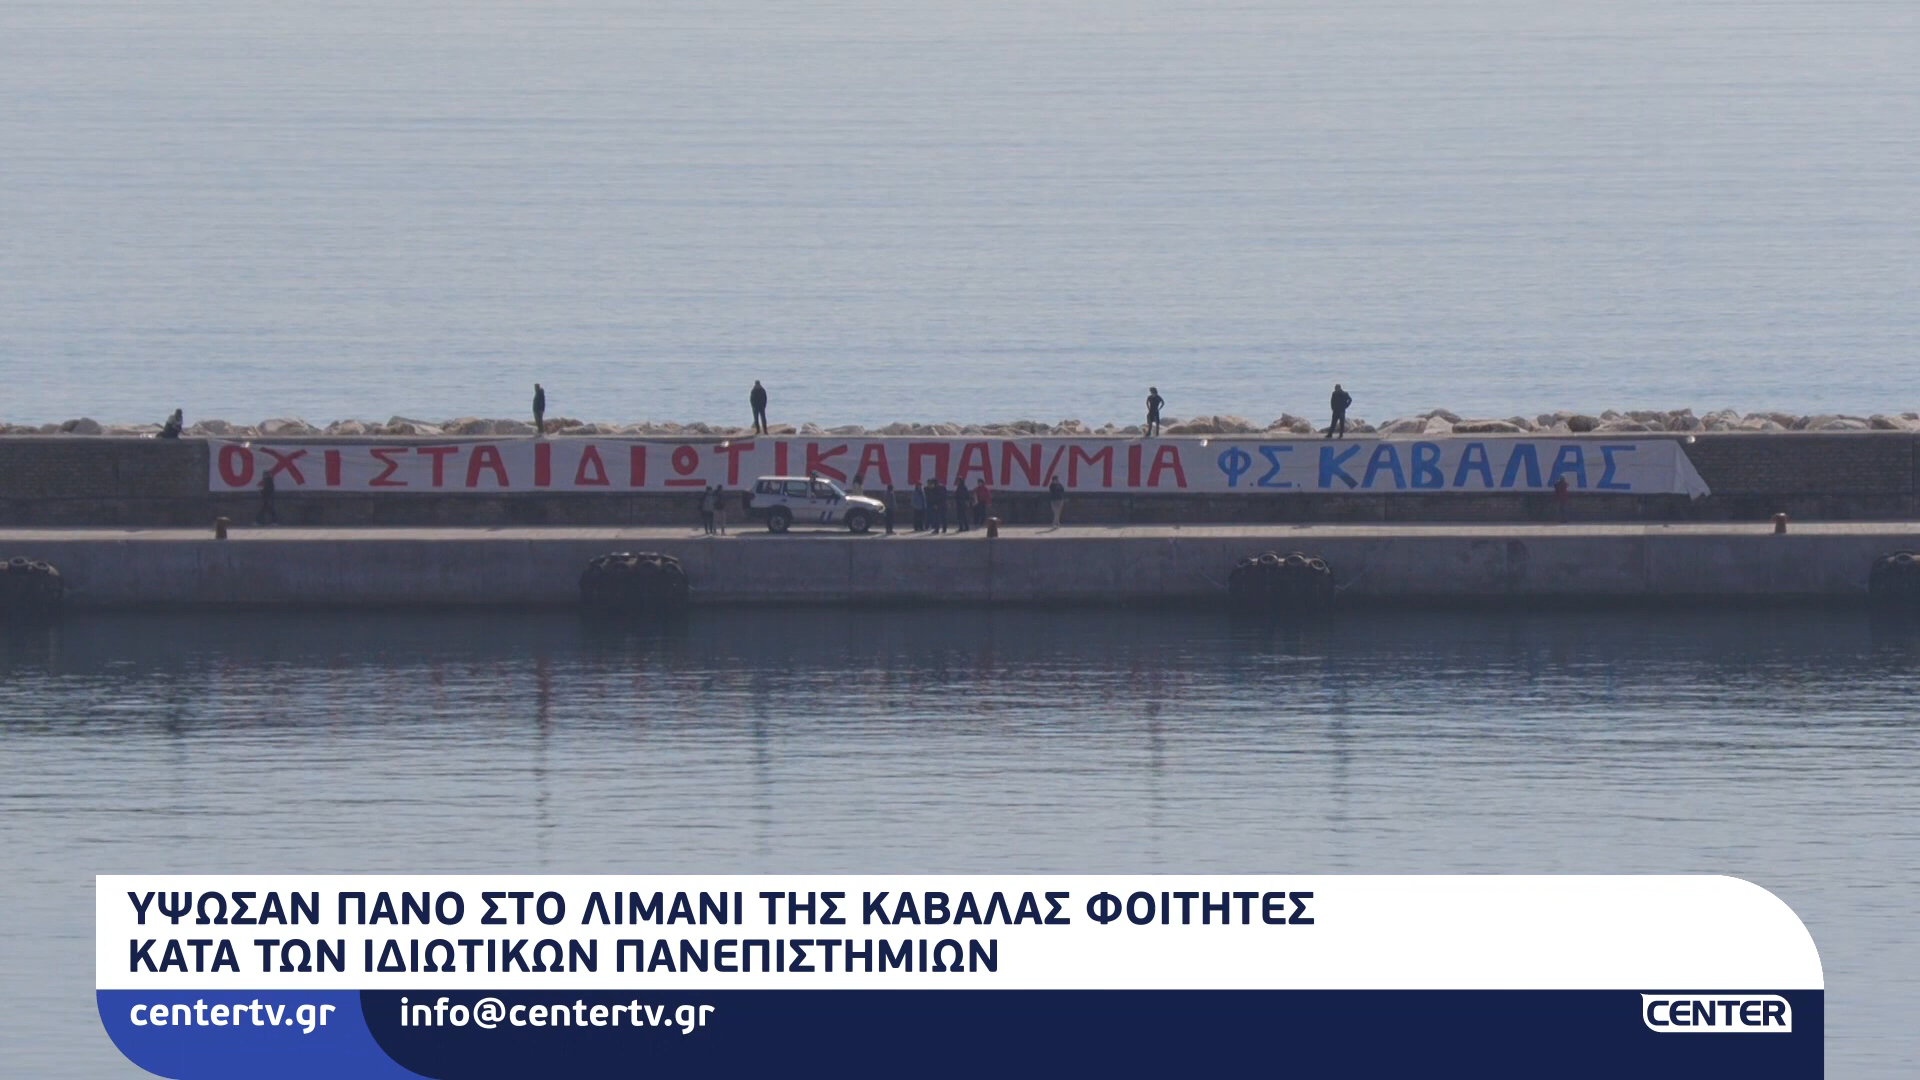 ΟΧΙ ΣΤΑ ΙΔΙΩΤΙΚΑ ΠΑΝ/ΜΙΑ Φ.Σ. ΚΑΒΑΛΑΣ
ΥΨΩΣΑΝ ΠΑΝΟ ΣΤΟ ΛΙΜΑΝΙ ΤΗΣ ΚΑΒΑΛΑΣ ΦΟΙΤΗΤΕΣ
ΚΑΤΑ ΤΩΝ ΙΔΙΩΤΙΚΩΝ ΠΑΝΕΠΙΣΤΗΜΙΩΝ
centertv.gr info@centertv.gr CENTER